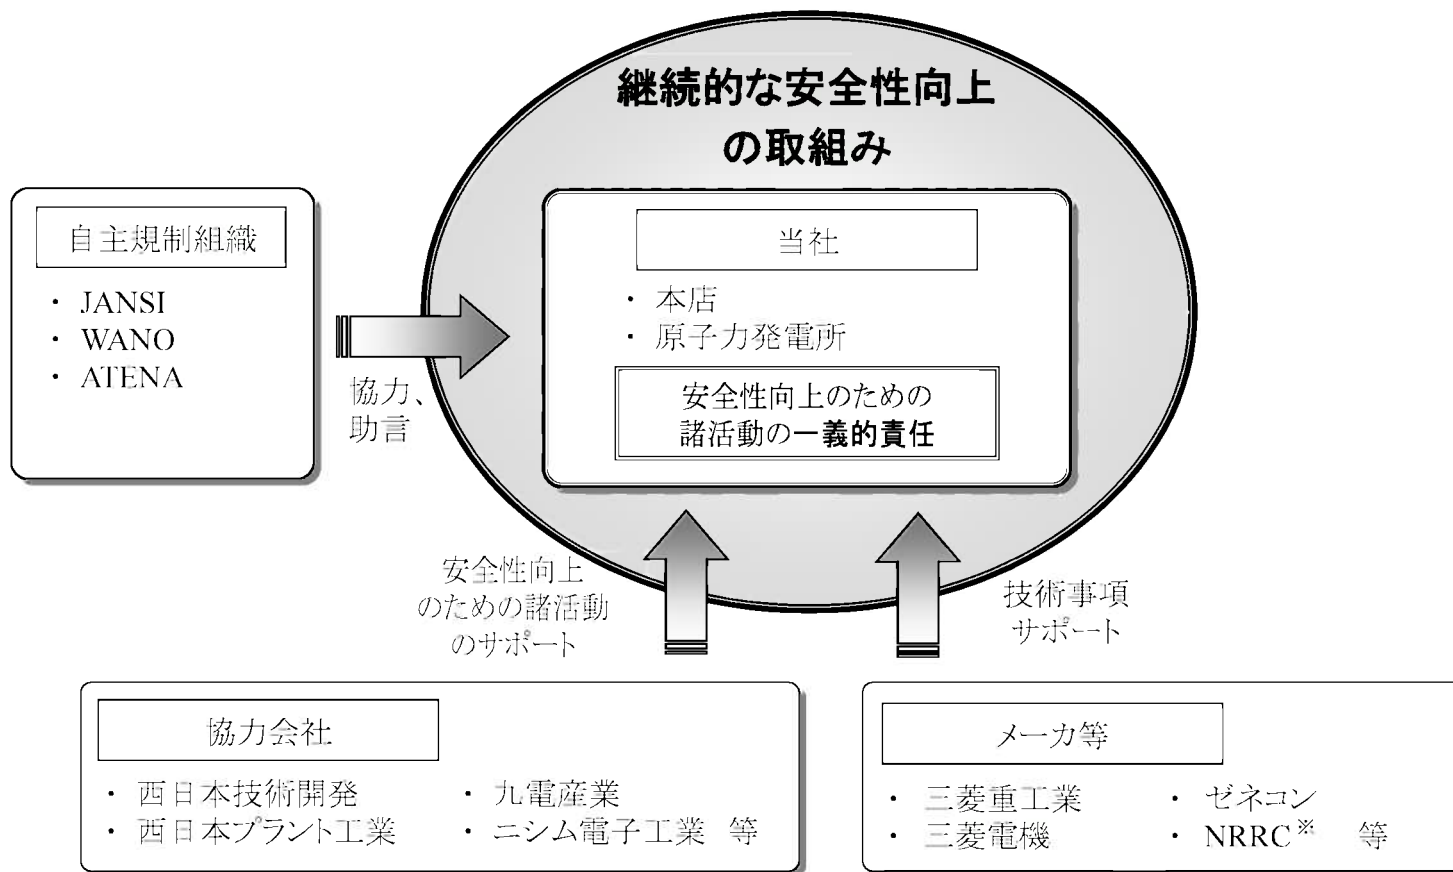 継続的な安全性向上
の取組み
自主規制組織
・ JANSI
・ WANO
・ ATENA
協力、
助言
当社
・ 本店
・ 原子力発電所
安全性向上のための
諸活動の一義的責任
安全性向上
のための諸活動
のサポート
技術事項
サポート
協力会社
・ 西日本技術開発
・ 西日本プラント工業
・ 九電産業
・ ニシム電子工業 等
メーカ等
・ 三菱重工業
・ 三菱電機
・ ゼネコン
・ NRRC※ 等